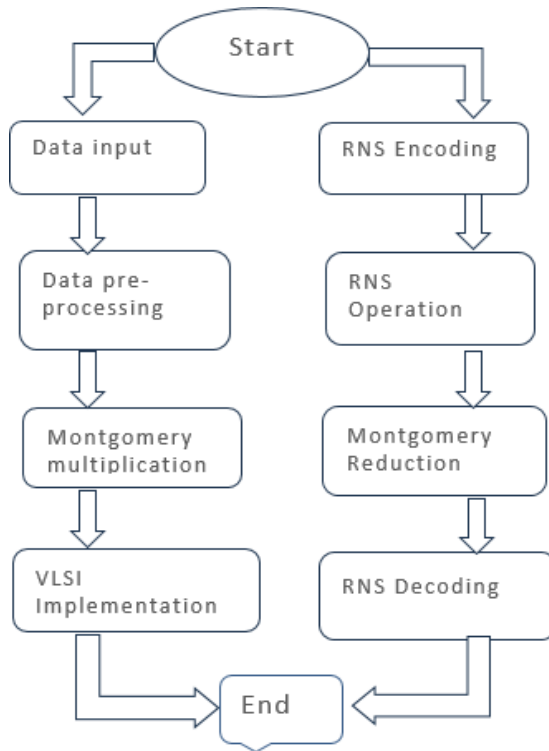 Start
Data input
RNS Encoding
Data pre-
processing
RNS
Operation
Montgomery
multiplication
Montgomery
Reduction
VLSI
Implementation
RNS Decoding
End